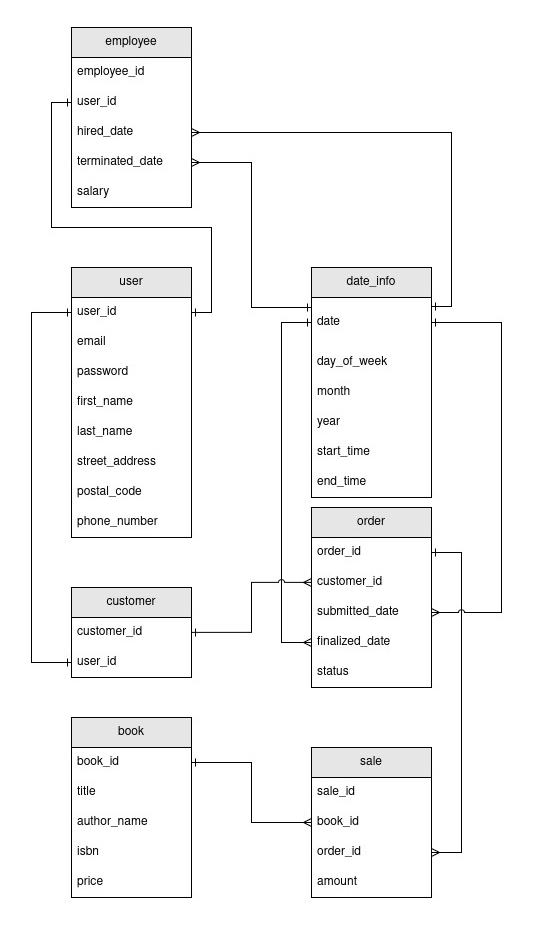 employee
employee_id
user_id
hired_date
terminated_date
salary
user
user_id
email
password
first_name
last_name
street_address
postal_code
phone_number
date_info
date
day_of_week
month
year
start_time
end_time
order
order_id
customer_id
submitted_date
finalized_date
status
customer
customer_id
user_id
book
book_id
title
author_name
isbn
price
sale
sale_id
book_id
order_id
amount